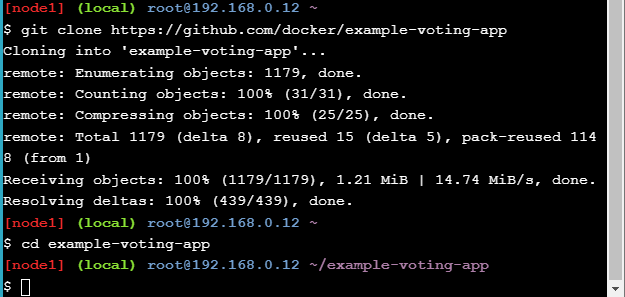 [node1] (local) root@192.168.0.12 ~
$ git clone https://github.com/docker/example-voting-app
Cloning into 'example-voting-app'...
remote: Enumerating objects: 1179, done.
remote: Counting objects: 100% (31/31), done.
remote: Compressing objects: 100% (25/25), done.
remote: Total 1179 (delta 8), reused 15 (delta 5), pack-reused 114
8 (from 1)
Receiving objects: 100% (1179/1179), 1.21 MiB | 14.74 MiB/s, done.
Resolving deltas: 100% (439/439), done.
[node1] (local) root@192.168.0.12 ~
$ cd example-voting-app
[node1] (local) root@192.168.0.12 ~/example-voting-app
$